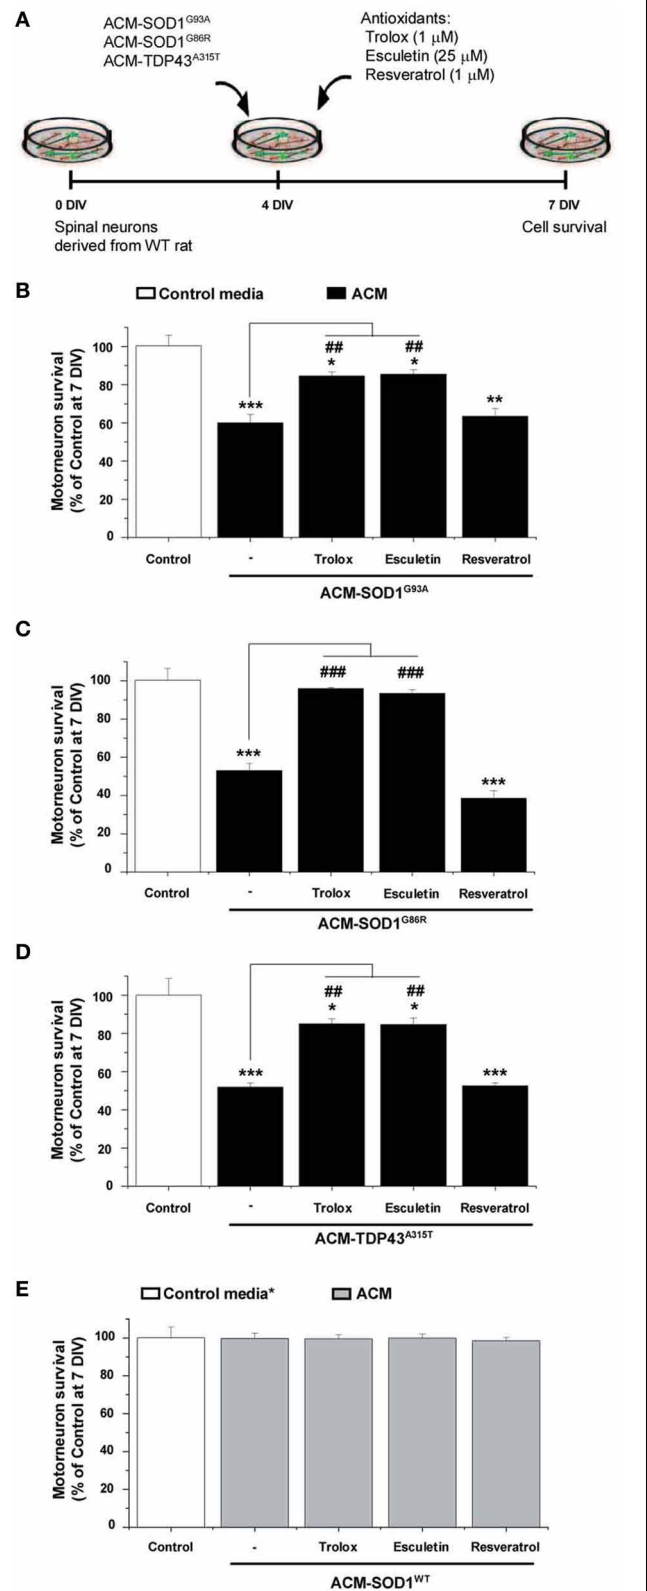 A
ACM-SOD1G93A
ACM-SOD1G86R
ACM-TDP43A315T
Antioxidants:
Trolox (1 μM)
Esculetin (25 μM)
Resveratrol (1 μM)
0 DIV
4 DIV
7 DIV
Spinal neurons
derived from WT rat
Cell survival
B
Control media
ACM
Motorneuron survival
(% of Control at 7 DIV)
100
80
60
40
20
0
***
##
*
##
*
**
Control
-
Trolox
Esculetin
Resveratrol
ACM-SOD1G93A
C
Motorneuron survival
(% of Control at 7 DIV)
100
80
60
40
20
0
***
###
###
***
Control
-
Trolox
Esculetin
Resveratrol
ACM-SOD1G86R
D
Motorneuron survival
(% of Control at 7 DIV)
100
80
60
40
20
0
***
##
*
##
*
***
Control
-
Trolox
Esculetin
Resveratrol
ACM-TDP43A315T
E
Control media*
ACM
Motorneuron survival
(% of Control at 7 DIV)
100
80
60
40
20
0
Control
-
Trolox
Esculetin
Resveratrol
ACM-SOD1WT